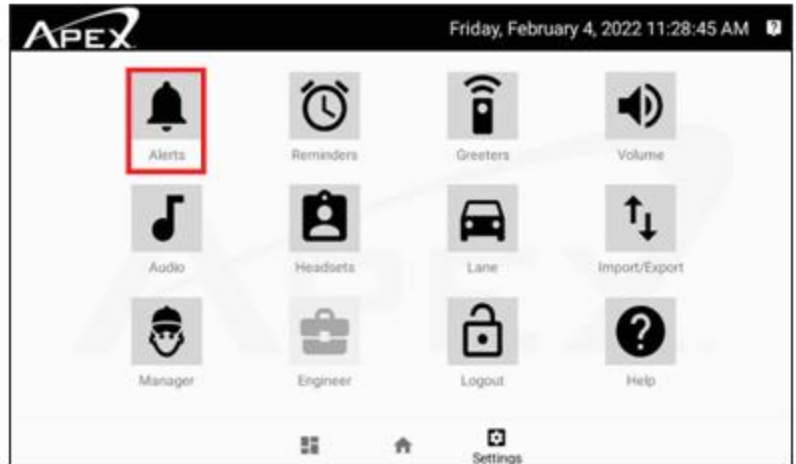 APEX
Friday, February 4, 2022 11:28:45 AM
Alerts
Reminders
Greeters
Volume
Audio
Headsets
Lane
Import/Export
Manager
Engineer
Logout
Help
Settings
APEX